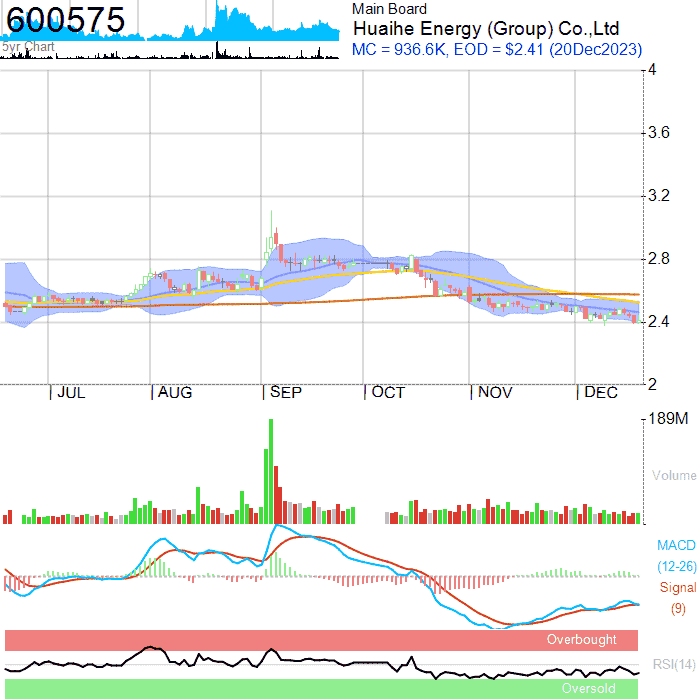 600575
5yr Chart
Main Board
Huaihe Energy (Group) Co.,Ltd
MC = 936.6K, EOD = $2.41 (20Dec2023)
4
3.6
3.2
2.8
2.4
2
JUL AUG SEP OCT NOV DEC
189M
Volume
MACD
(12-26)
Signal
(9)
Overbought
RSI(14)
Oversold